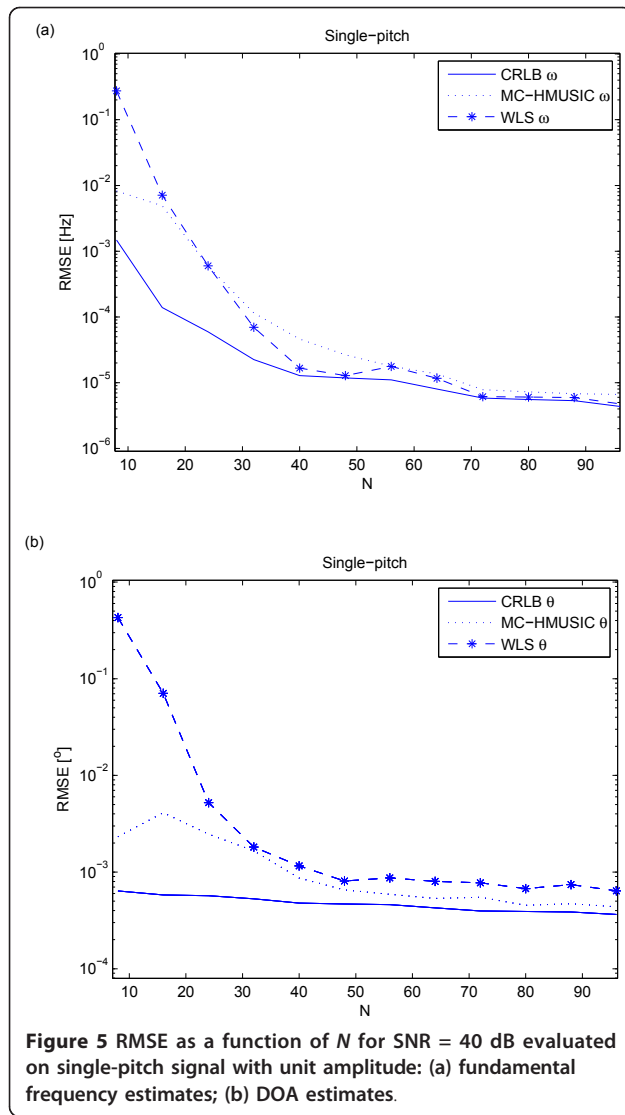 (a)
Single-pitch
10⁰
10⁻¹
10⁻²
10⁻³
10⁻⁴
10⁻⁵
10⁻⁶
RMSE [Hz]
CRLB ω
MC-HMUSIC ω
WLS ω
10 20 30 40 50 60 70 80 90
N
(b)
Single-pitch
10⁰
10⁻¹
10⁻²
10⁻³
10⁻⁴
RMSE [⁰]
CRLB θ
MC-HMUSIC θ
WLS θ
10 20 30 40 50 60 70 80 90
N
Figure 5 RMSE as a function of N for SNR = 40 dB evaluated
on single-pitch signal with unit amplitude: (a) fundamental
frequency estimates; (b) DOA estimates.